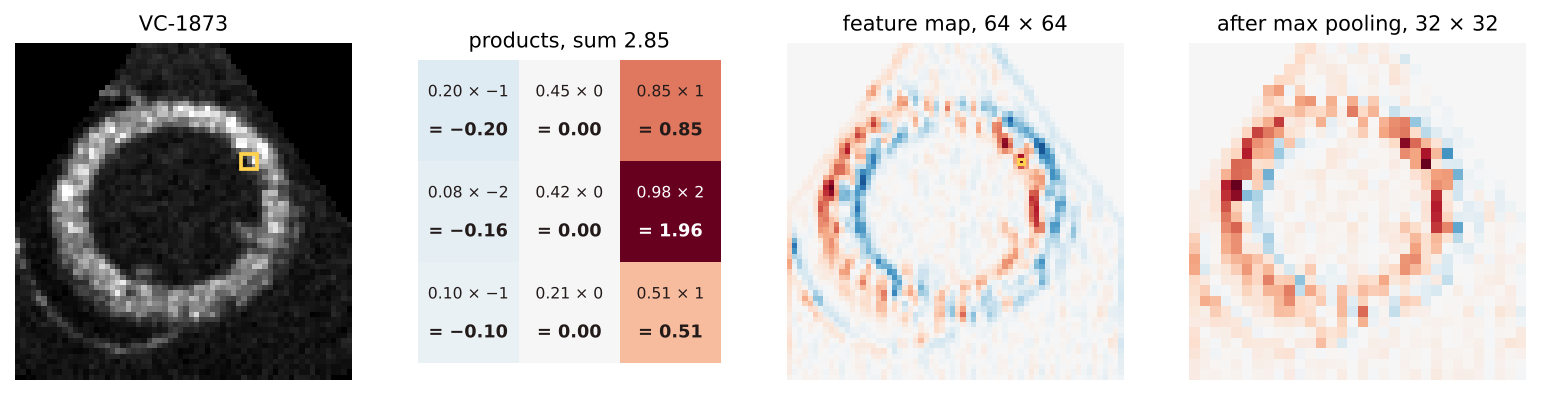 VC-1873
products, sum 2.85
feature map, 64 × 64
after max pooling, 32 × 32
0.20 × −1
0.45 × 0
0.85 × 1
= −0.20
= 0.00
= 0.85
0.08 × −2
0.42 × 0
0.98 × 2
= −0.16
= 0.00
= 1.96
0.10 × −1
0.21 × 0
0.51 × 1
= −0.10
= 0.00
= 0.51